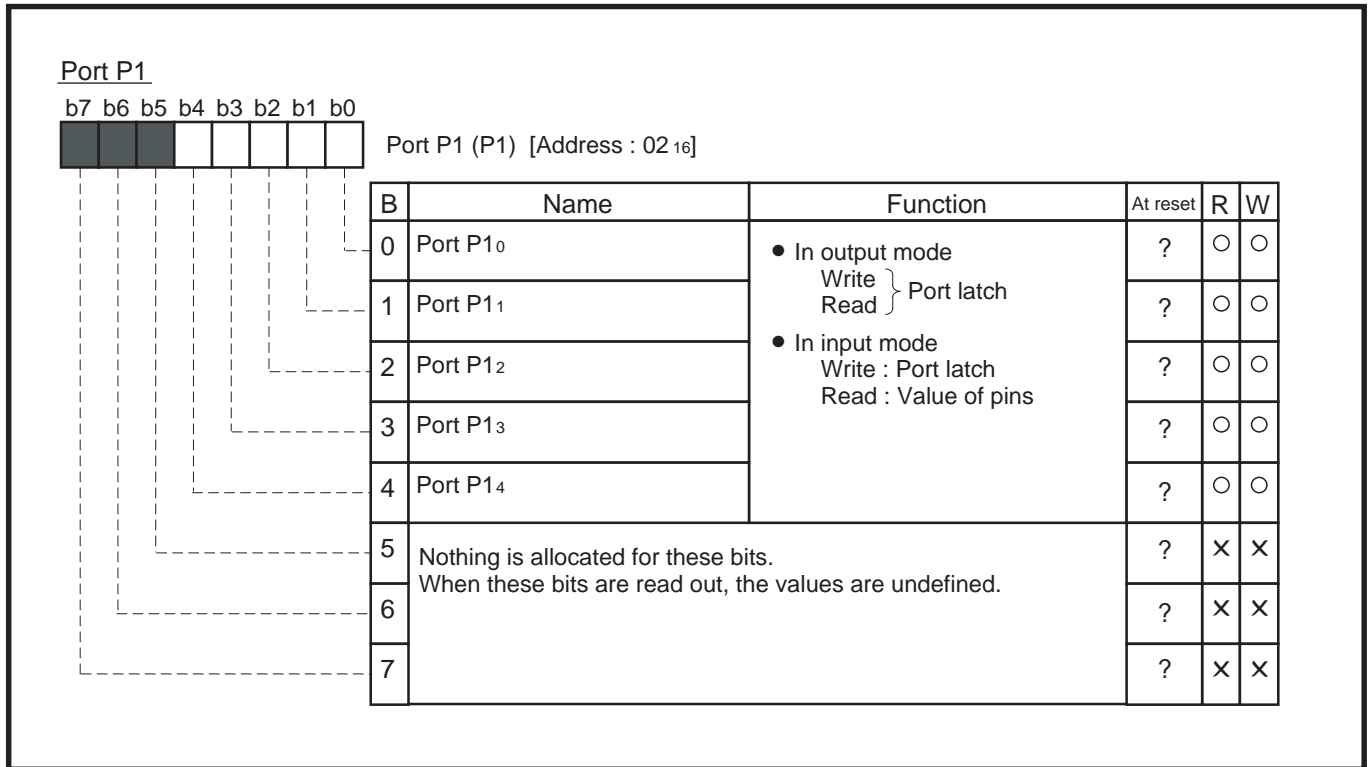 Port P1
b7 b6 b5 b4 b3 b2 b1 b0
Port P1 (P1) [Address : 02 16]
B Name Function At reset R W
0 Port P10 ? ○ ○
1 Port P11 ? ○ ○
2 Port P12 ? ○ ○
3 Port P13 ? ○ ○
4 Port P14 ? ○ ○
● In output mode
Write
Read
Port latch
● In input mode
Write : Port latch
Read : Value of pins
5 ? × ×
6 ? × ×
7 ? × ×
Nothing is allocated for these bits.
When these bits are read out, the values are undefined.